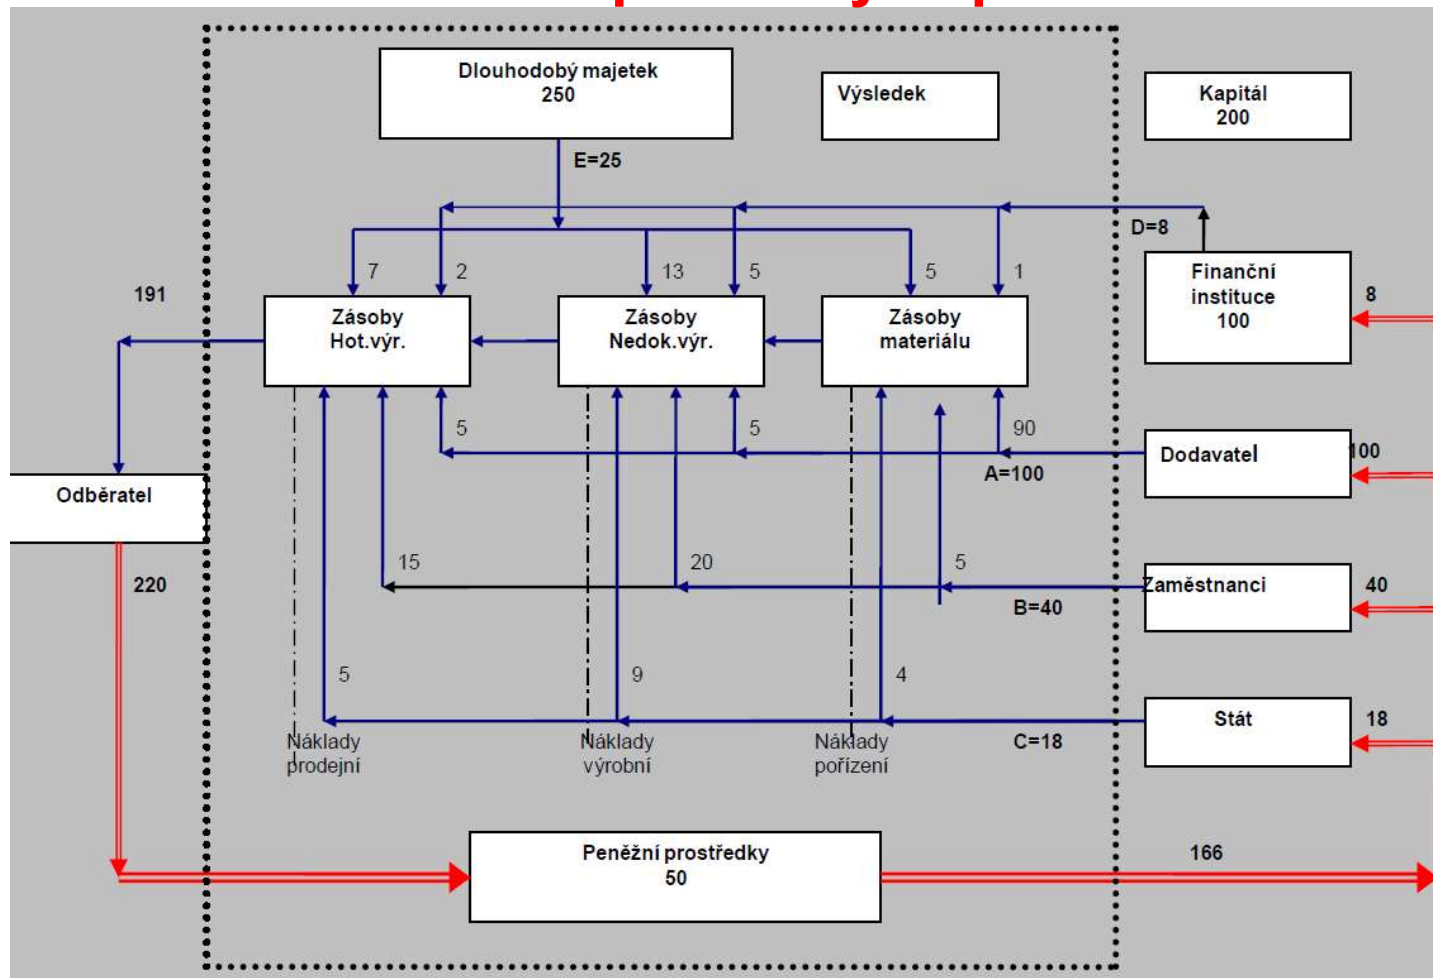 Dlouhodobý majetek
250
Výsledek
Kapitál
200
E=25
D=8
7
2
13
5
5
1
Finanční
instituce
100
8
191
Zásoby
Hot.výr.
Zásoby
Nedok.výr.
Zásoby
materiálu
5
5
90
Dodavatel
100
A=100
Odběratel
220
15
20
5
Zaměstnanci
40
B=40
5
9
4
Stát
18
C=18
Náklady
prodejní
Náklady
výrobní
Náklady
pořízení
Peněžní prostředky
50
166